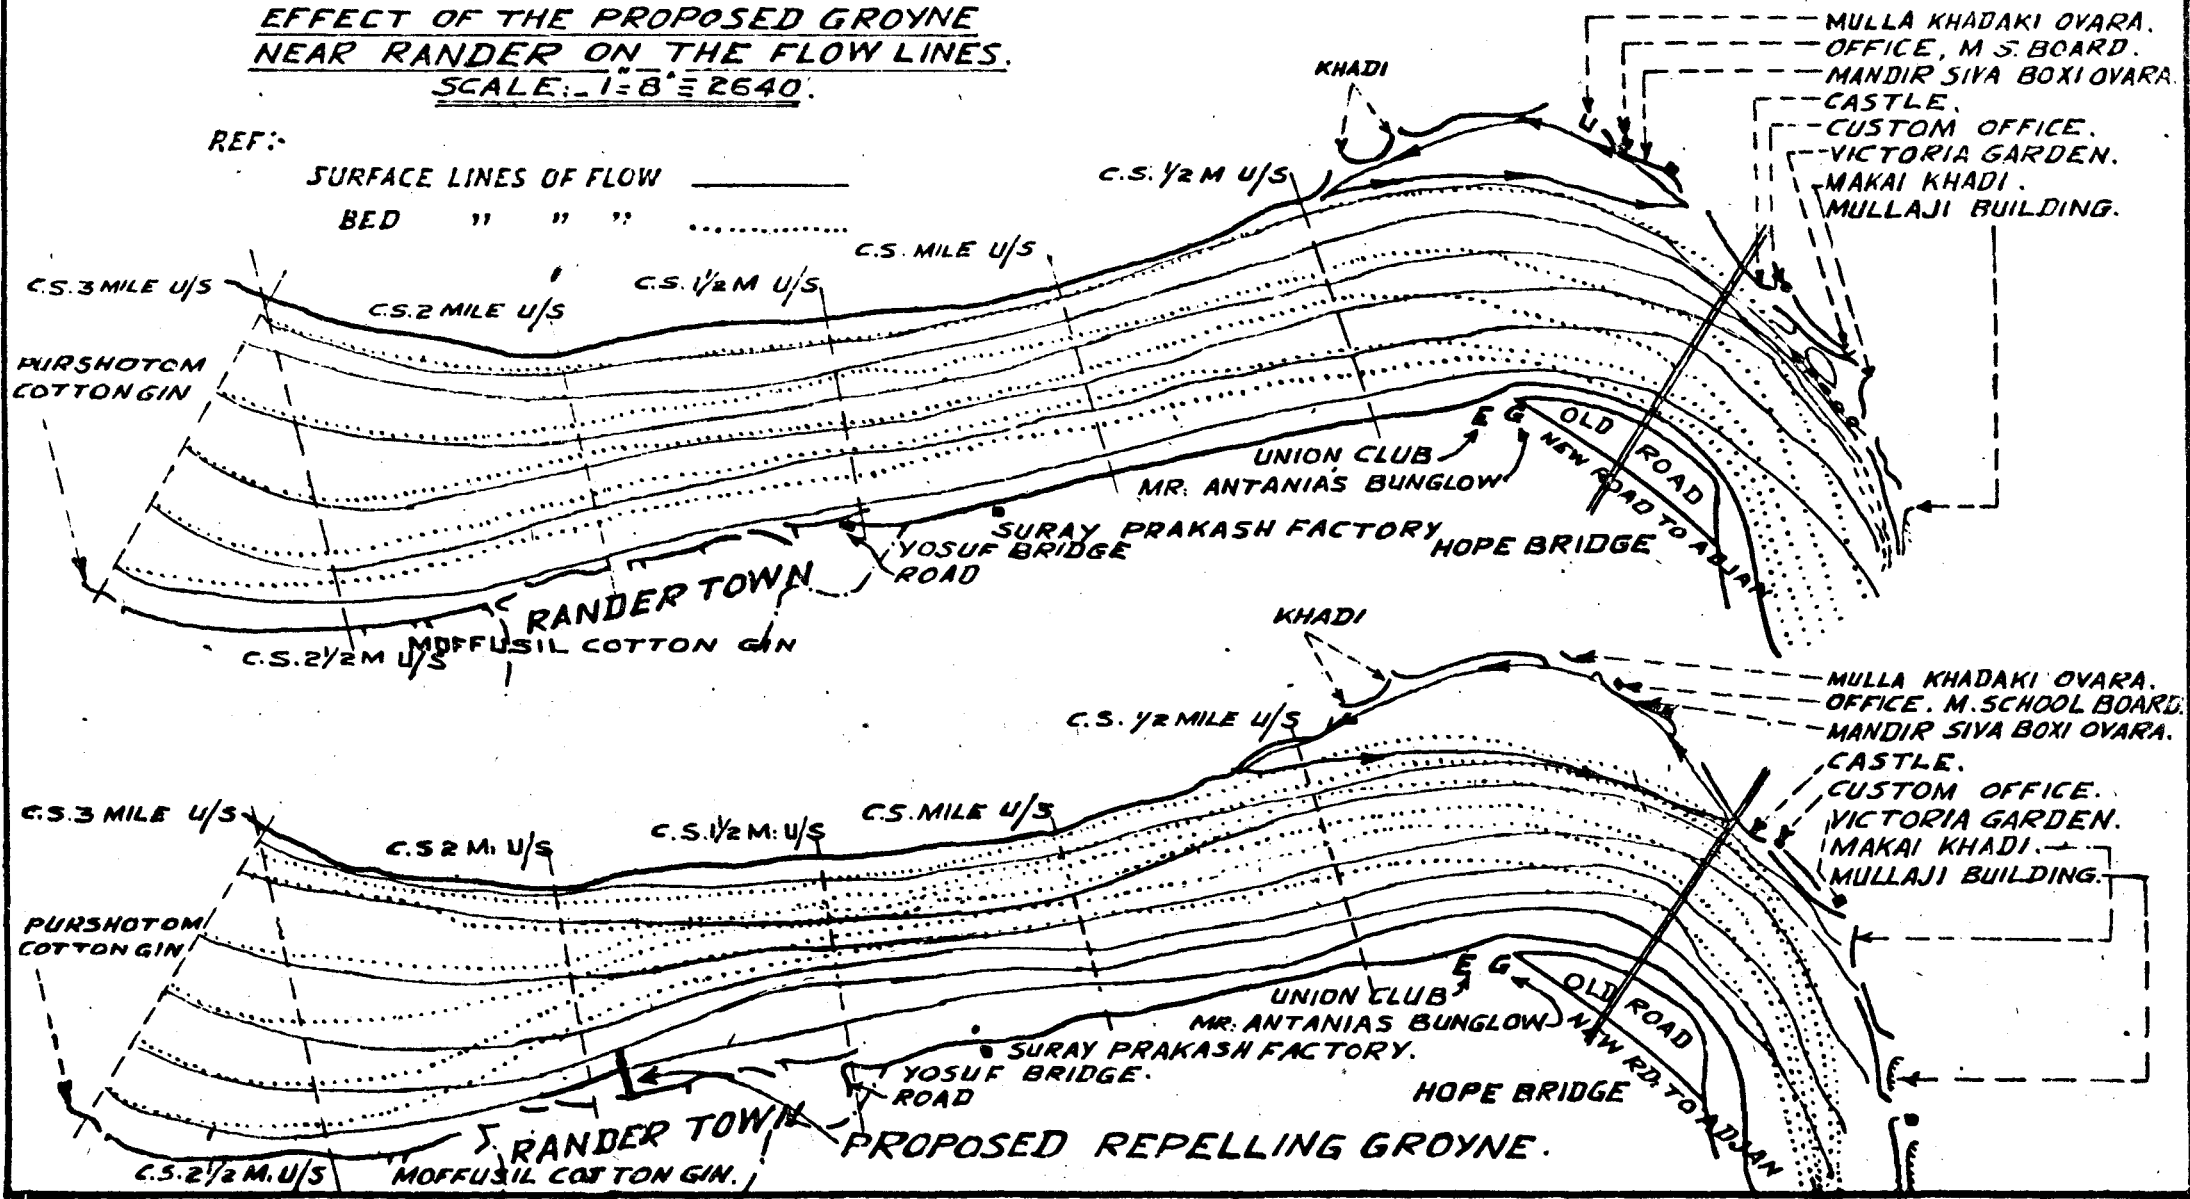 EFFECT OF THE PROPOSED GROYNE
NEAR RANDER ON THE FLOW LINES.
SCALE:- 1"=8"=2640'.
REF:-
SURFACE LINES OF FLOW
BED " " "
KHADI
MULLA KHADAKI OVARA.
OFFICE, M S. BOARD.
MANDIR SIVA BOXI OVARA.
CASTLE.
CUSTOM OFFICE.
VICTORIA GARDEN.
MAKAI KHADI.
MULLAJI BUILDING.
C.S. 1/2 M U/S
C.S. MILE U/S
C.S. 1/2 M U/S
C.S. 2 MILE U/S
C.S. 3 MILE U/S
PURSHOTOM
COTTON GIN
E G
OLD ROAD
NEW ROAD TO ADJAN
UNION CLUB
MR. ANTANIAS BUNGLOW
SURAY PRAKASH FACTORY
HOPE BRIDGE
YOSUF BRIDGE
ROAD
RANDER TOWN
MOFFUSIL COTTON GIN
C.S. 2 1/2 M U/S
KHADI
MULLA KHADAKI OVARA.
OFFICE. M. SCHOOL BOARD.
MANDIR SIVA BOXI OVARA.
CASTLE.
CUSTOM OFFICE.
VICTORIA GARDEN.
MAKAI KHADI.
MULLAJI BUILDING.
C.S. 1/2 MILE U/S
C.S. MILE U/S
C.S. 1 1/2 M. U/S
C.S 2 M. U/S
C.S. 3 MILE U/S
PURSHOTOM
COTTON GIN
E G
OLD ROAD
NEW RD. TO ADJAN
UNION CLUB
MR. ANTANIAS BUNGLOW
SURAY PRAKASH FACTORY.
YOSUF BRIDGE.
ROAD
HOPE BRIDGE
RANDER TOWN
PROPOSED REPELLING GROYNE.
MOFFUSIL COTTON GIN.
C.S. 2 1/2 M. U/S